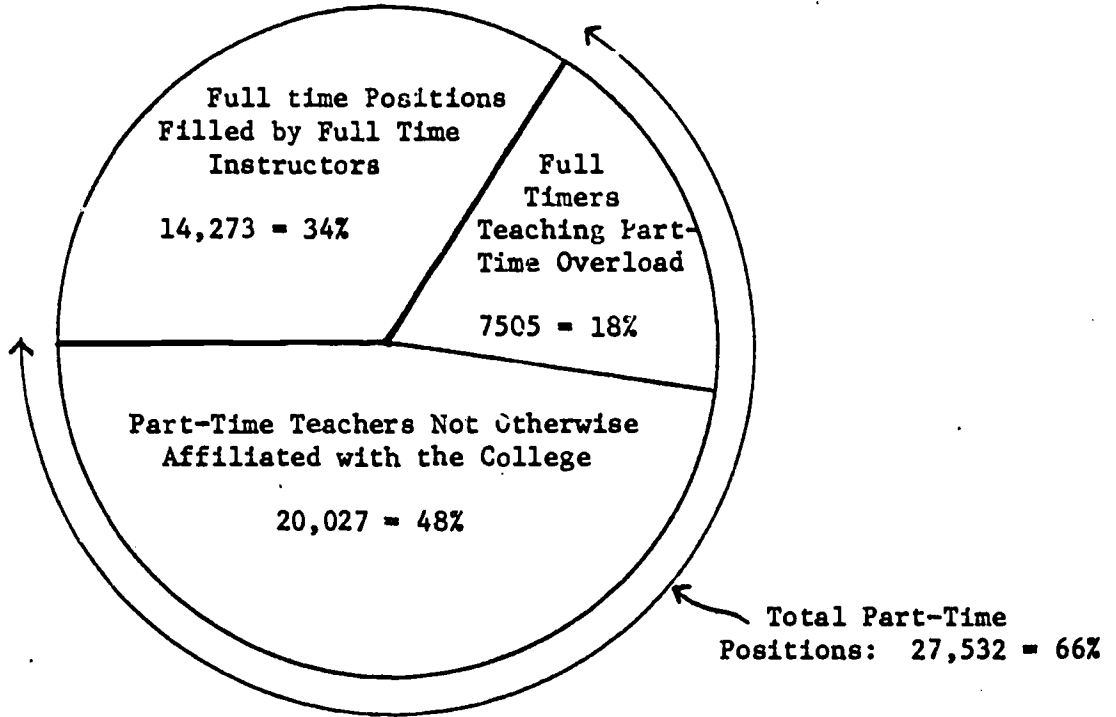 Full time Positions
Filled by Full Time
Instructors
14,273 = 34%
Full
Timers
Teaching Part-
Time Overload
7505 = 18%
Part-Time Teachers Not Otherwise
Affiliated with the College
20,027 = 48%
Total Part-Time
Positions: 27,532 = 66%